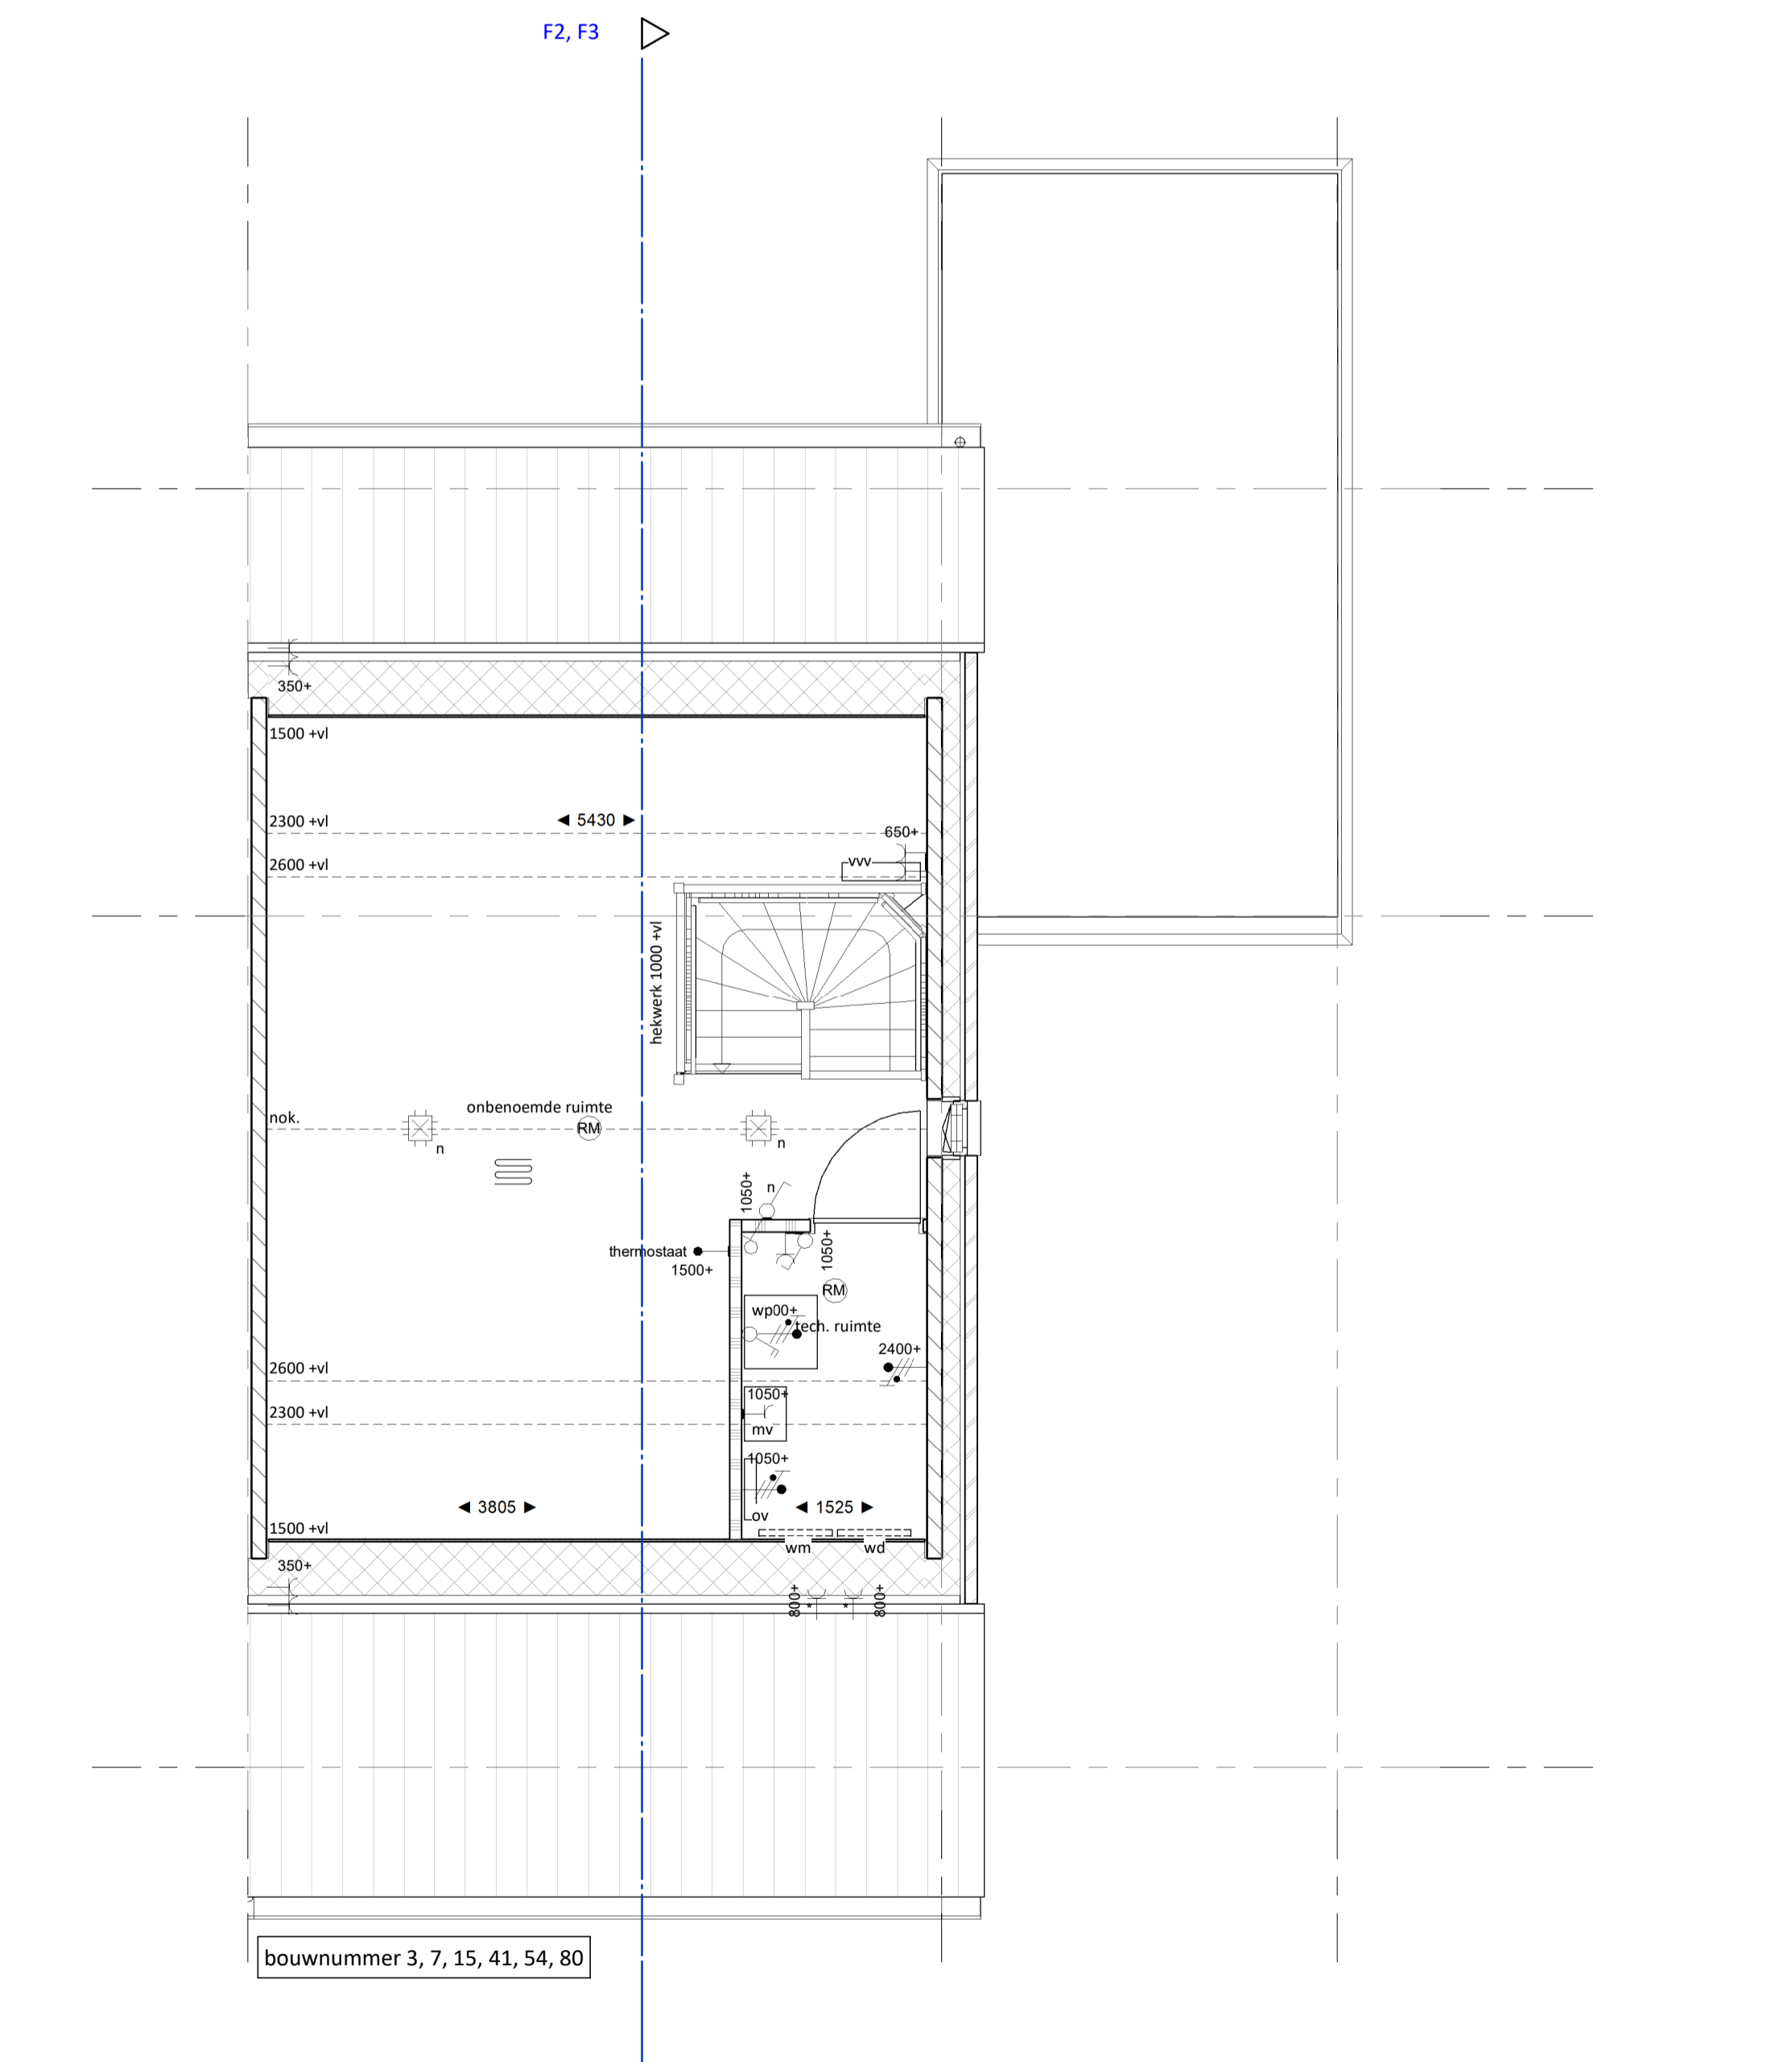 F2, F3
350+
1500 +vl
2300 +vl
5430
650+
2600 +vl
vvv
hekwerk 1000 +vl
onbenoemde ruimte
nok.
RM
n
n
1050+
n
1050+
thermostaat
1500+
RM
wp00+
tech. ruimte
2400+
2600 +vl
1050+
2300 +vl
mv
1050+
3805
1525
ov
1500 +vl
wm
wd
350+
800+
*
*
800+
bouwnummer 3, 7, 15, 41, 54, 80